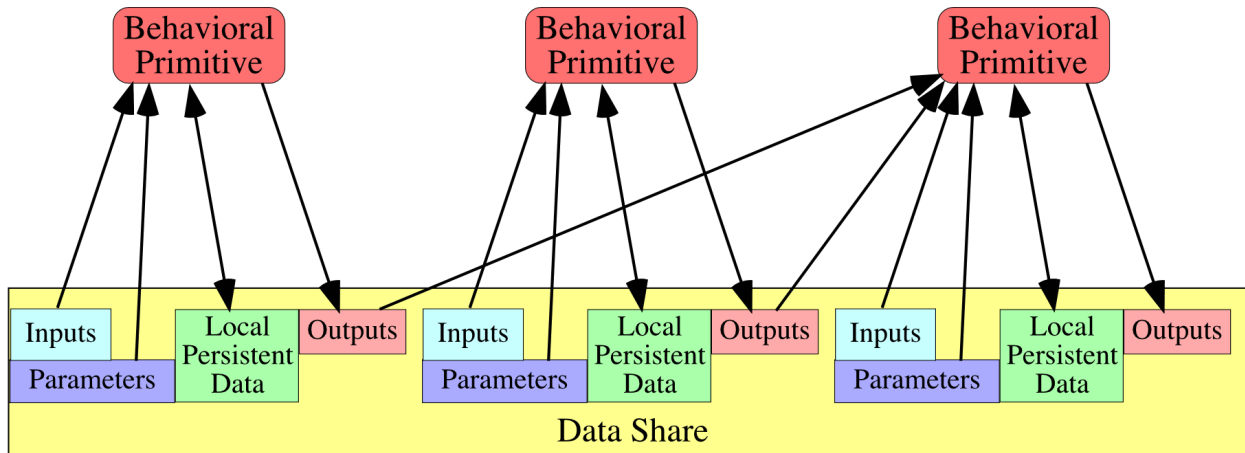 Behavioral
Primitive
Behavioral
Primitive
Behavioral
Primitive
Inputs
Parameters
Local
Persistent
Data
Outputs
Inputs
Parameters
Local
Persistent
Data
Outputs
Inputs
Parameters
Local
Persistent
Data
Outputs
Data Share